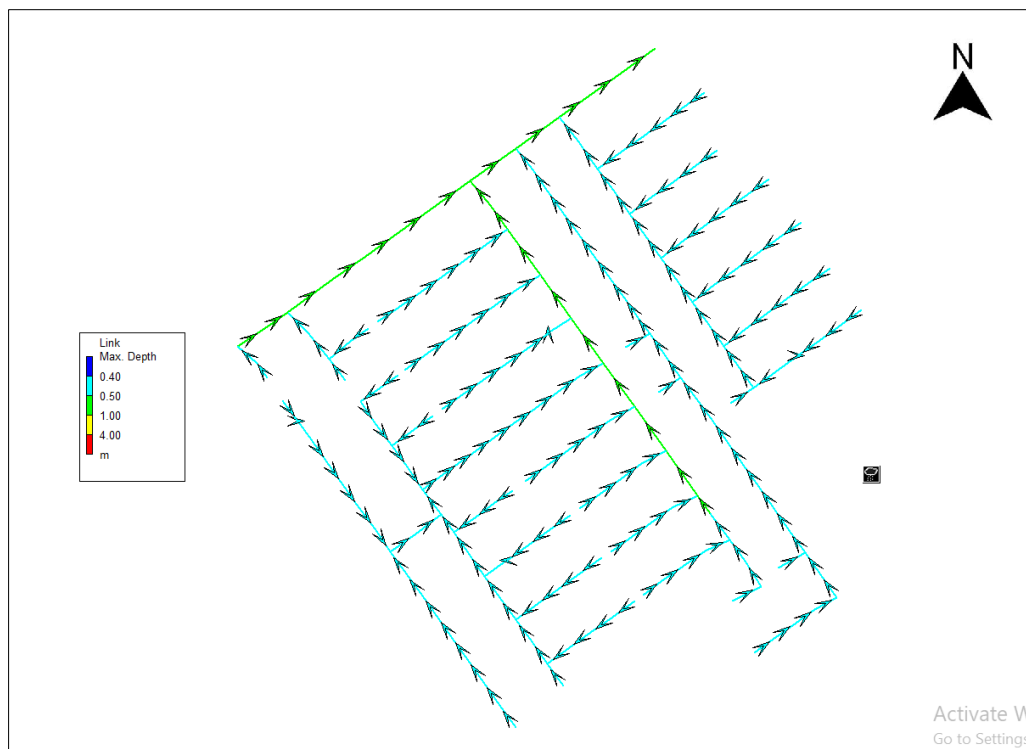 N
Link
Max. Depth
0.40
0.50
1.00
4.00
m
Activate W
Go to Settings